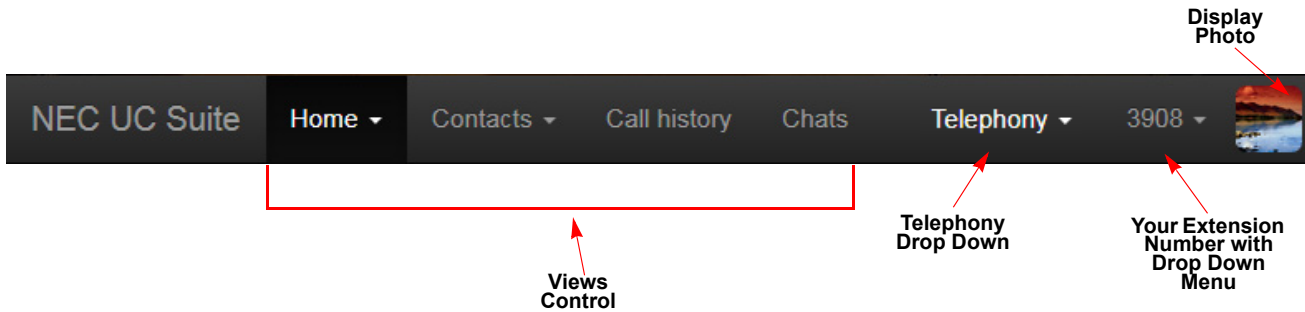 Display
Photo
NEC UC Suite Home Contacts Call history Chats Telephony 3908
Telephony
Drop Down
Your Extension
Number with
Drop Down
Menu
Views
Control